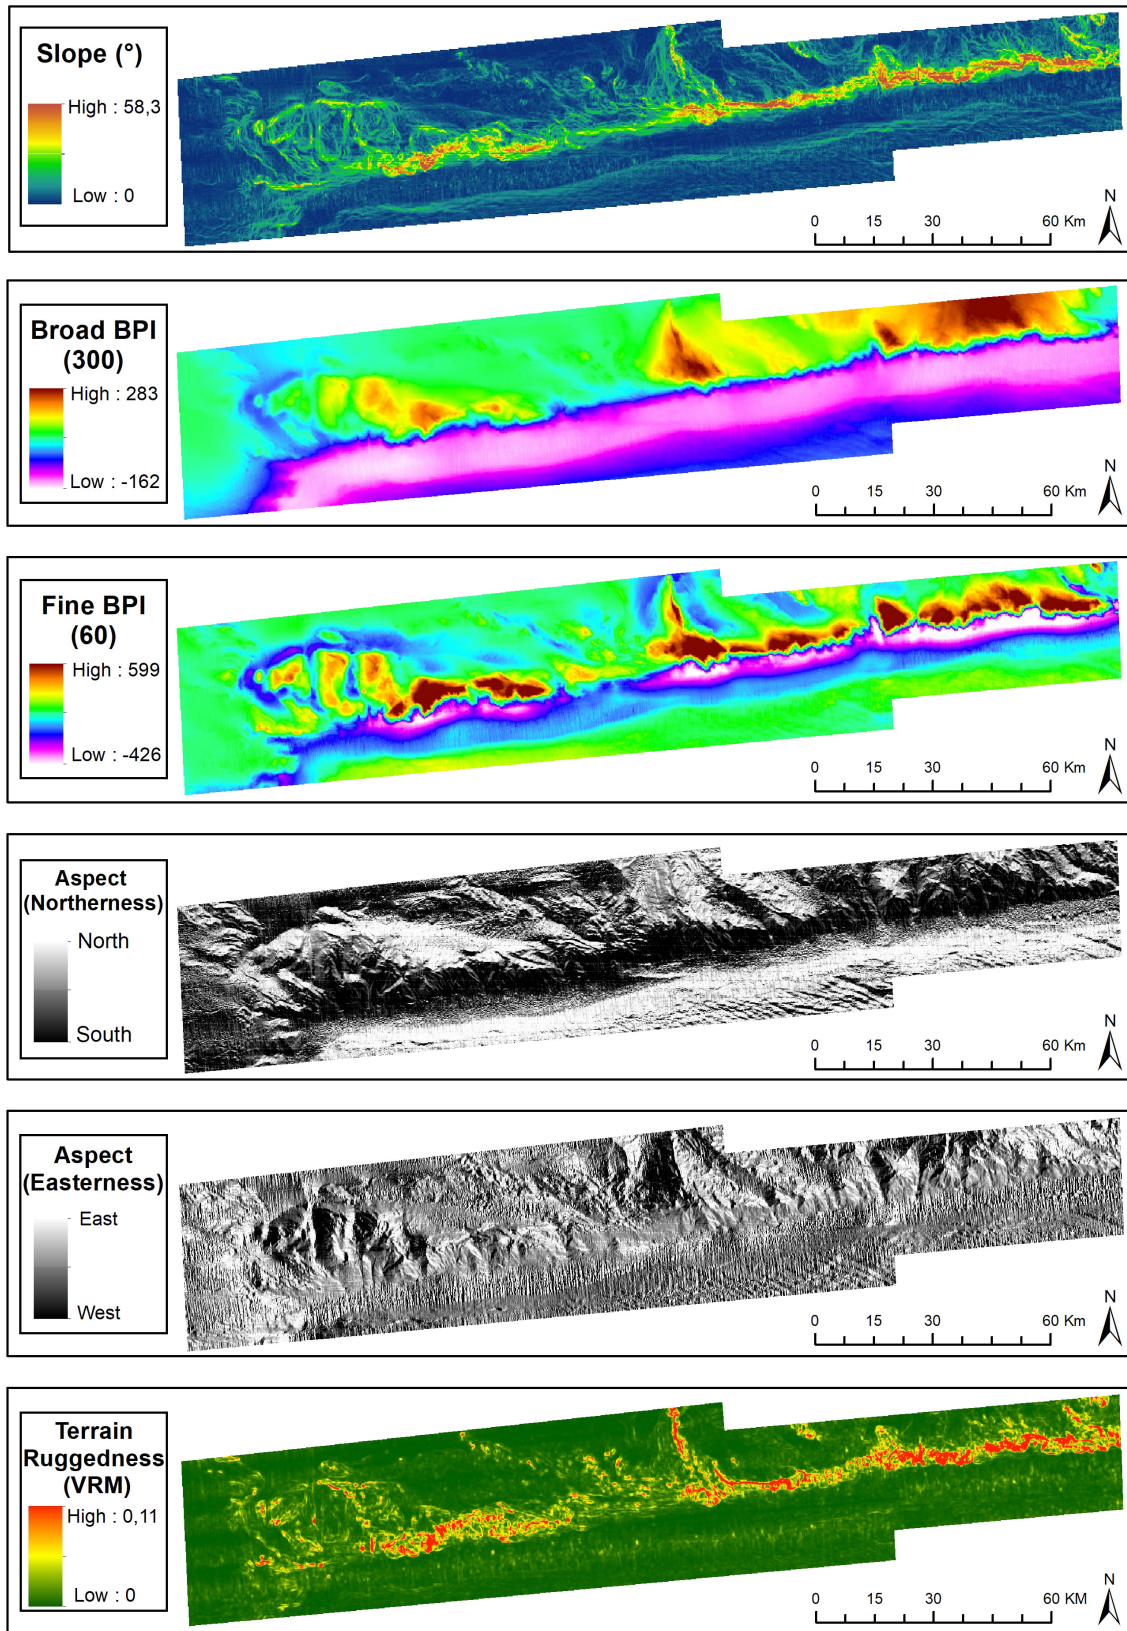 Slope (°)
High : 58,3
Low : 0
0 15 30 60 Km
N
Broad BPI
(300)
High : 283
Low : -162
0 15 30 60 Km
N
Fine BPI
(60)
High : 599
Low : -426
0 15 30 60 Km
N
Aspect
(Northerness)
North
South
0 15 30 60 Km
N
Aspect
(Easterness)
East
West
0 15 30 60 Km
N
Terrain
Ruggedness
(VRM)
High : 0,11
Low : 0
0 15 30 60 KM
N